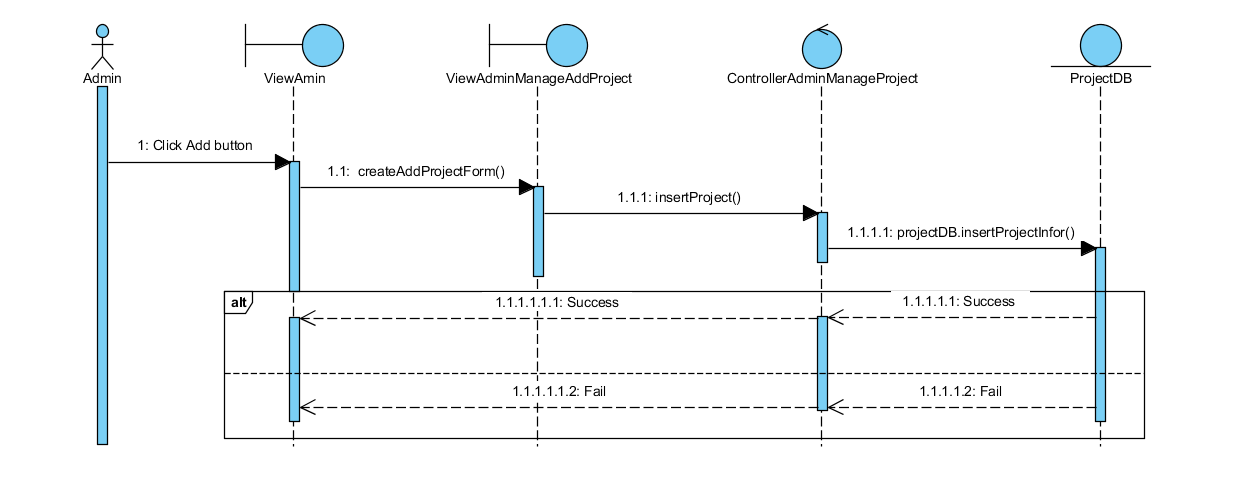 Admin
ViewAmin
ViewAdminManageAddProject
ControllerAdminManageProject
ProjectDB
1: Click Add button
1.1: createAddProjectForm()
1.1.1: insertProject()
1.1.1.1: projectDB.insertProjectInfor()
alt
1.1.1.1.1.1: Success
1.1.1.1.1: Success
1.1.1.1.1.2: Fail
1.1.1.1.2: Fail